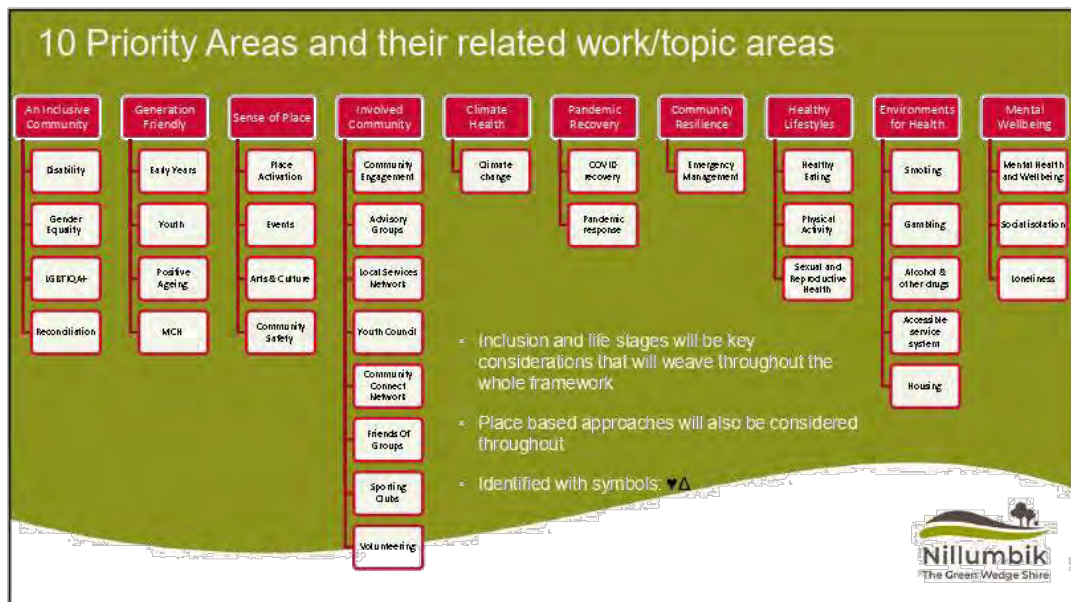 10 Priority Areas and their related work/topic areas
An Inclusive
Community
Disability
Gender
Equality
LGBTIQA+
Reconciliation
Generation
Friendly
Early Years
Youth
Positive
Ageing
MCH
Sense of Place
Place
Activation
Events
Arts & Culture
Community
Safety
Involved
Community
Community
Engagement
Advisory
Groups
Local Services
Network
Youth Council
Community
Connect
Network
Friends Of
Groups
Sporting
Clubs
Volunteering
Climate
Health
Climate
change
Pandemic
Recovery
COVID
recovery
Pandemic
response
Community
Resilience
Emergency
Management
Healthy
Lifestyles
Healthy
Eating
Physical
Activity
Sexual and
Reproductive
Health
Environments
for Health
Smoking
Gambling
Alcohol &
other drugs
Accessible
service
system
Housing
Mental
Wellbeing
Mental Health
and Wellbeing
Social isolation
Loneliness
- Inclusion and life stages will be key
considerations that will weave throughout the
whole framework
- Place based approaches will also be considered
throughout
- Identified with symbols: ♥Δ
Nillumbik
The Green Wedge Shire